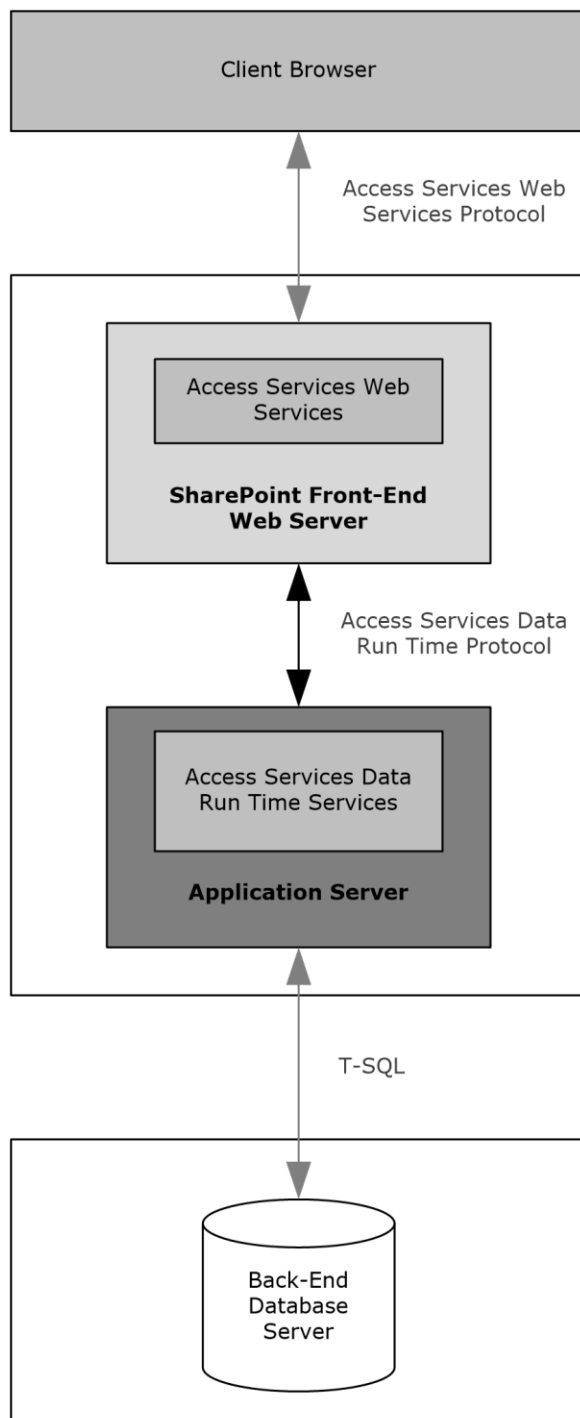 Client Browser
Access Services Web
Services Protocol
Access Services Web
Services
SharePoint Front-End
Web Server
Access Services Data
Run Time Protocol
Access Services Data
Run Time Services
Application Server
T-SQL
Back-End
Database
Server